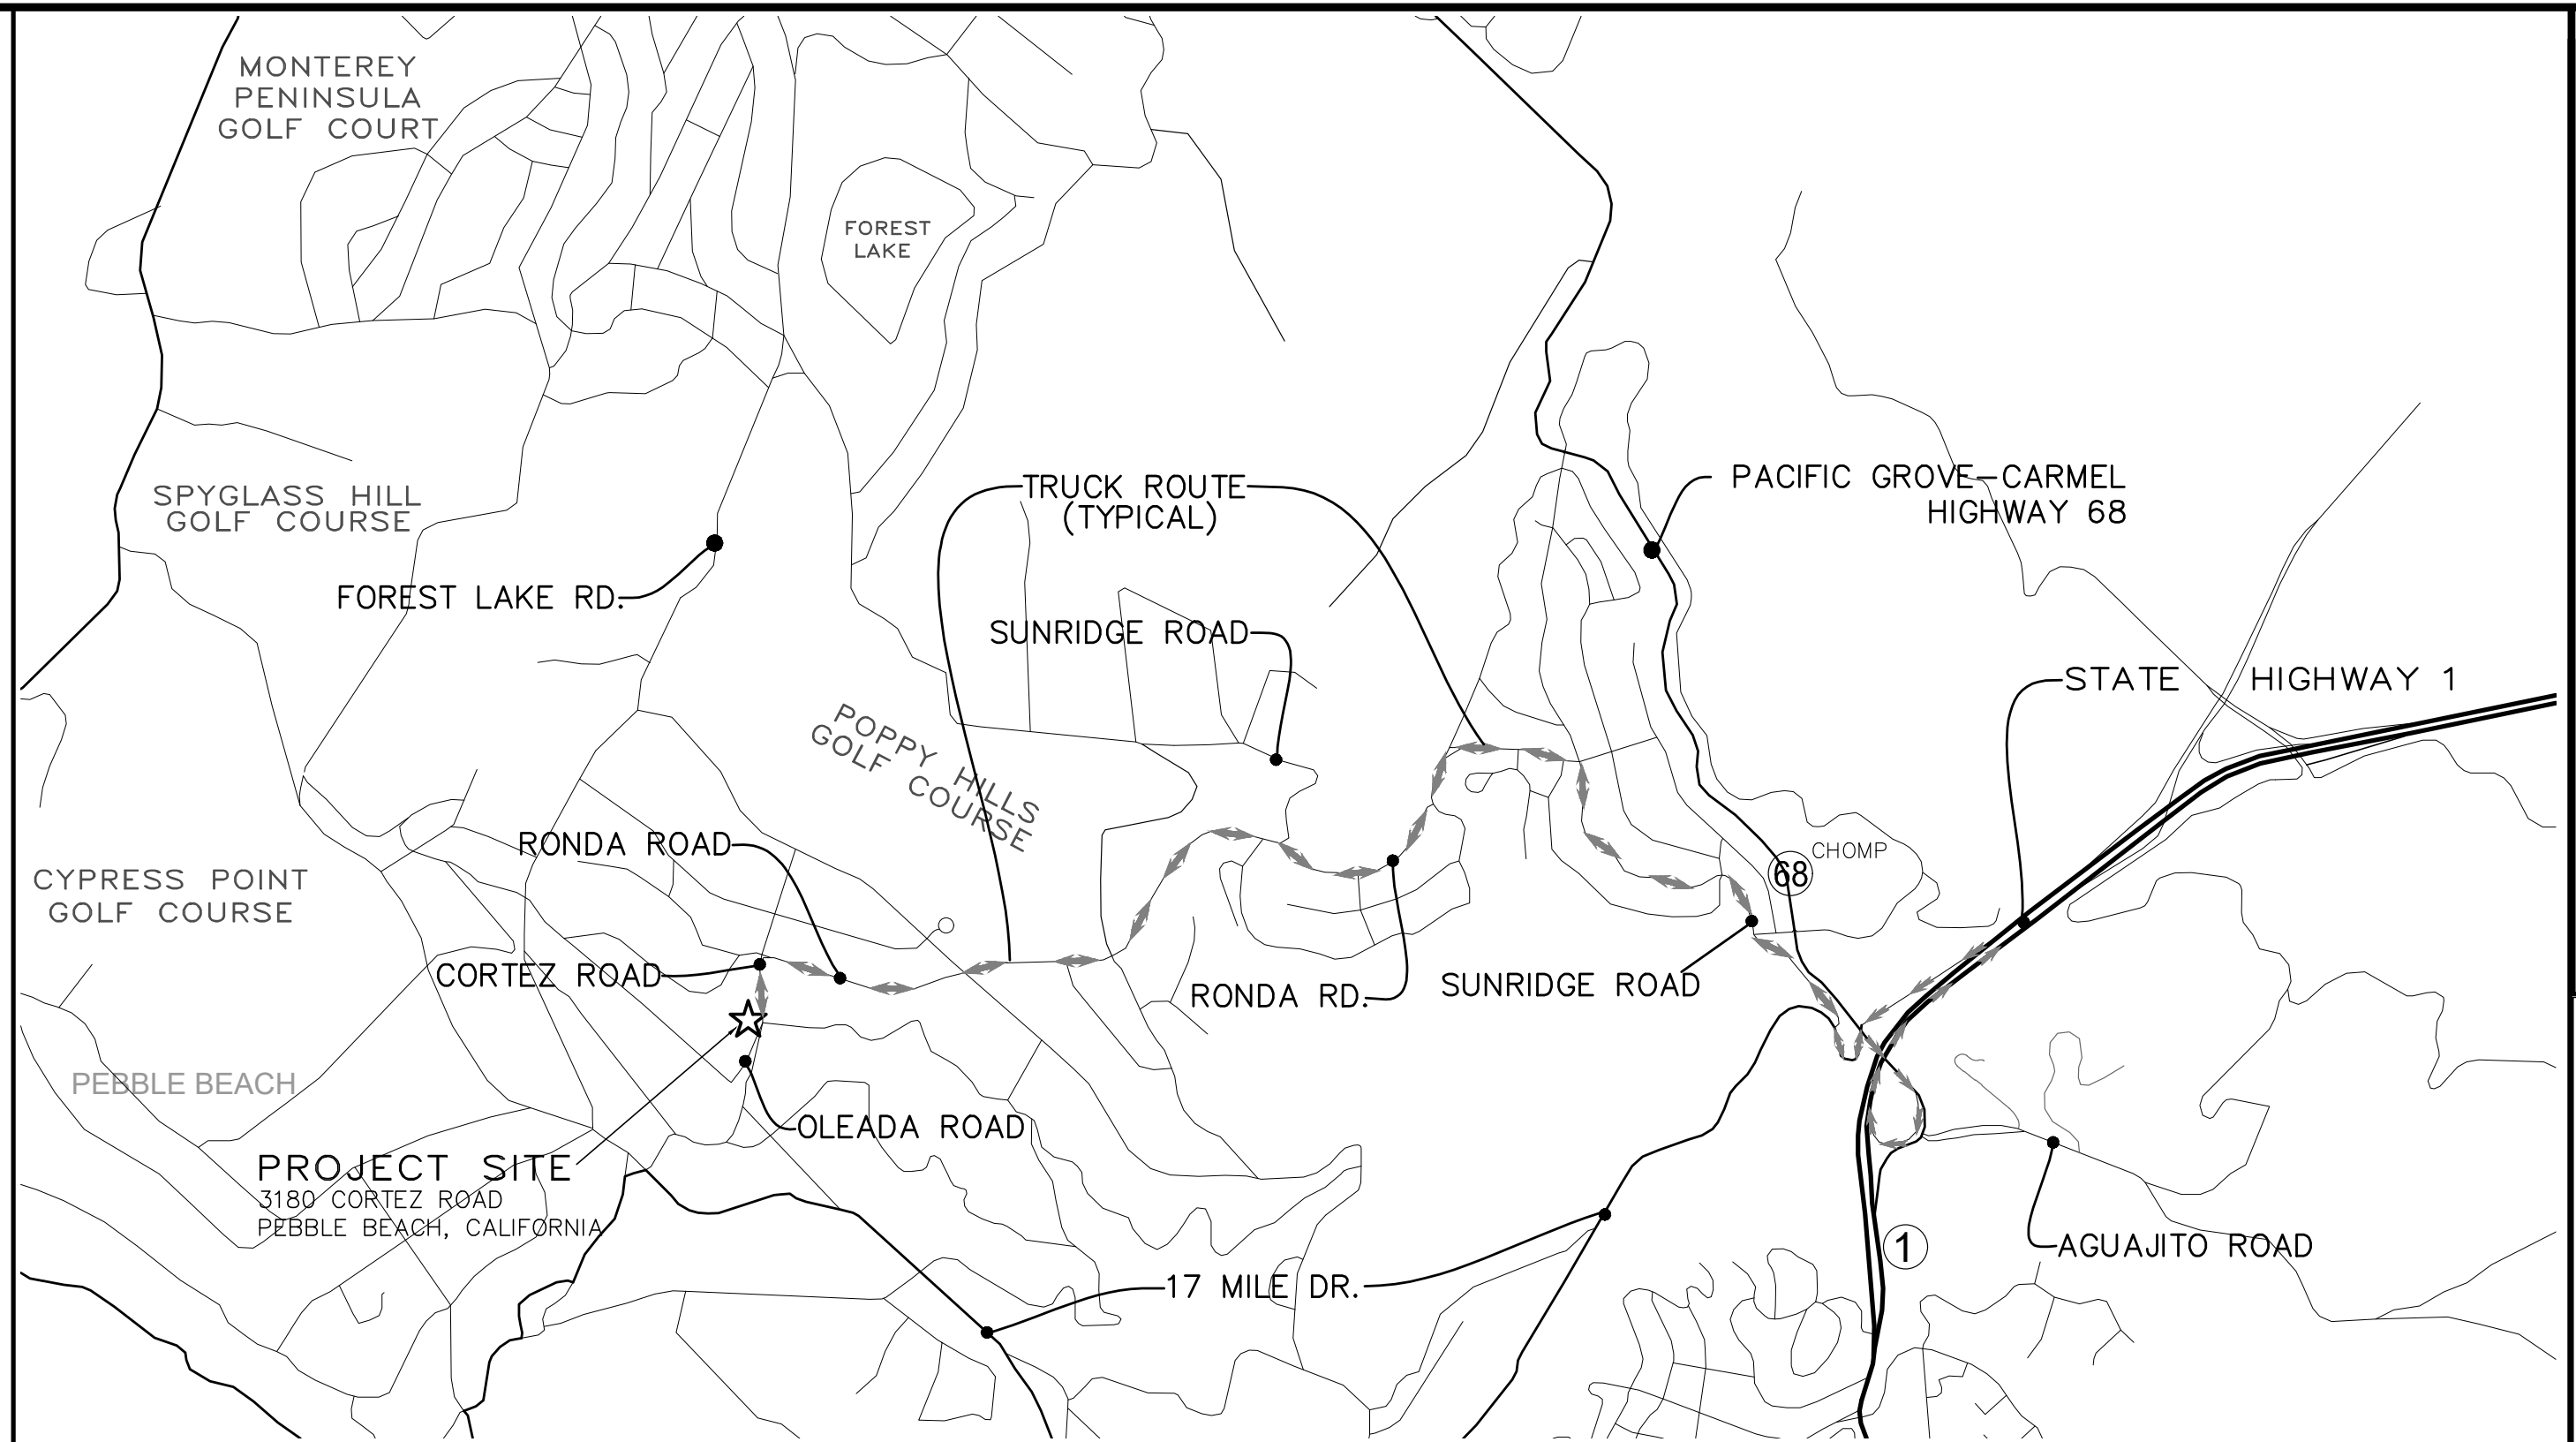 MONTEREY
PENINSULA
GOLF COURT
FOREST
LAKE
SPYGLASS HILL
GOLF COURSE
TRUCK ROUTE
(TYPICAL)
PACIFIC GROVE-CARMEL
HIGHWAY 68
FOREST LAKE RD.
SUNRIDGE ROAD
STATE HIGHWAY 1
POPPY HILLS
GOLF COURSE
RONDA ROAD
CHOMP
68
CYPRESS POINT
GOLF COURSE
CORTEZ ROAD
RONDA RD.
SUNRIDGE ROAD
PEBBLE BEACH
OLEADA ROAD
PROJECT SITE
3180 CORTEZ ROAD
PEBBLE BEACH, CALIFORNIA
1
AGUAJITO ROAD
17 MILE DR.